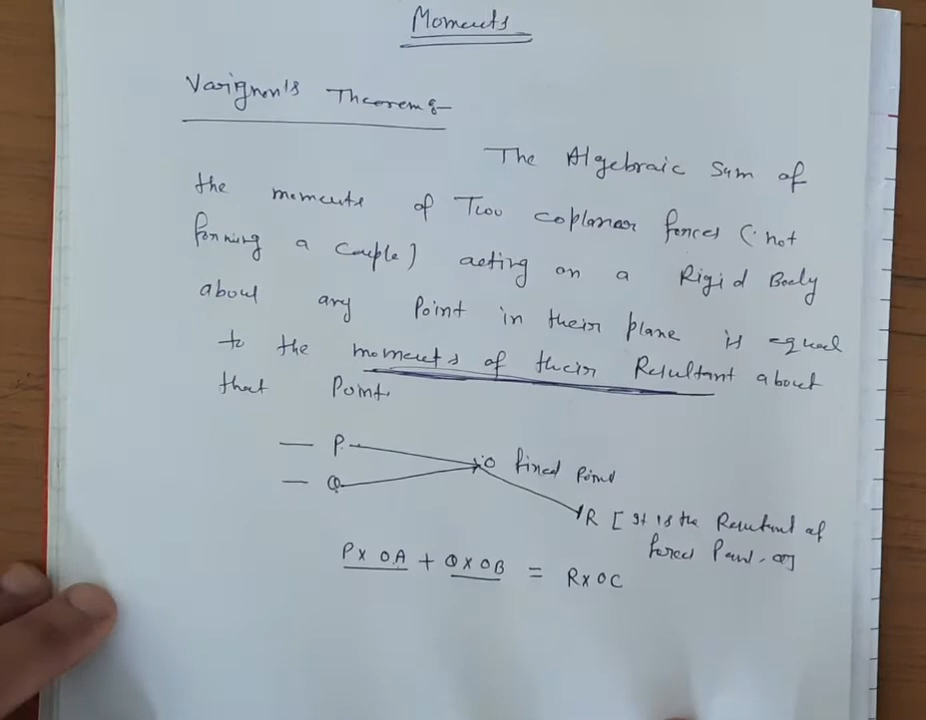 Moments
Varignon's Theorem :-
The Algebraic Sum of
the moments of Two coplanar forces (not
forming a couple) acting on a Rigid Body
about any Point in their plane is equal
to the moments of their Resultant about
that Point.
— P
O fixed Point
— Q
R [ It is the Resultant of
forces P and Q]
P x OA + Q x OB = R x OC